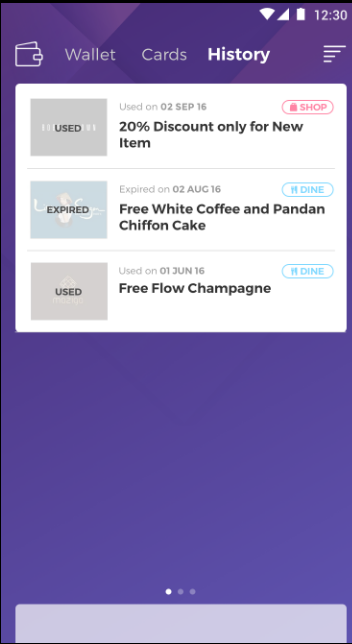 12:30
Wallet Cards History
Used on 02 SEP 16
SHOP
USED
20% Discount only for New
Item
Expired on 02 AUG 16
DINE
EXPIRED
Free White Coffee and Pandan
Chiffon Cake
Used on 01 JUN 16
DINE
USED
Free Flow Champagne